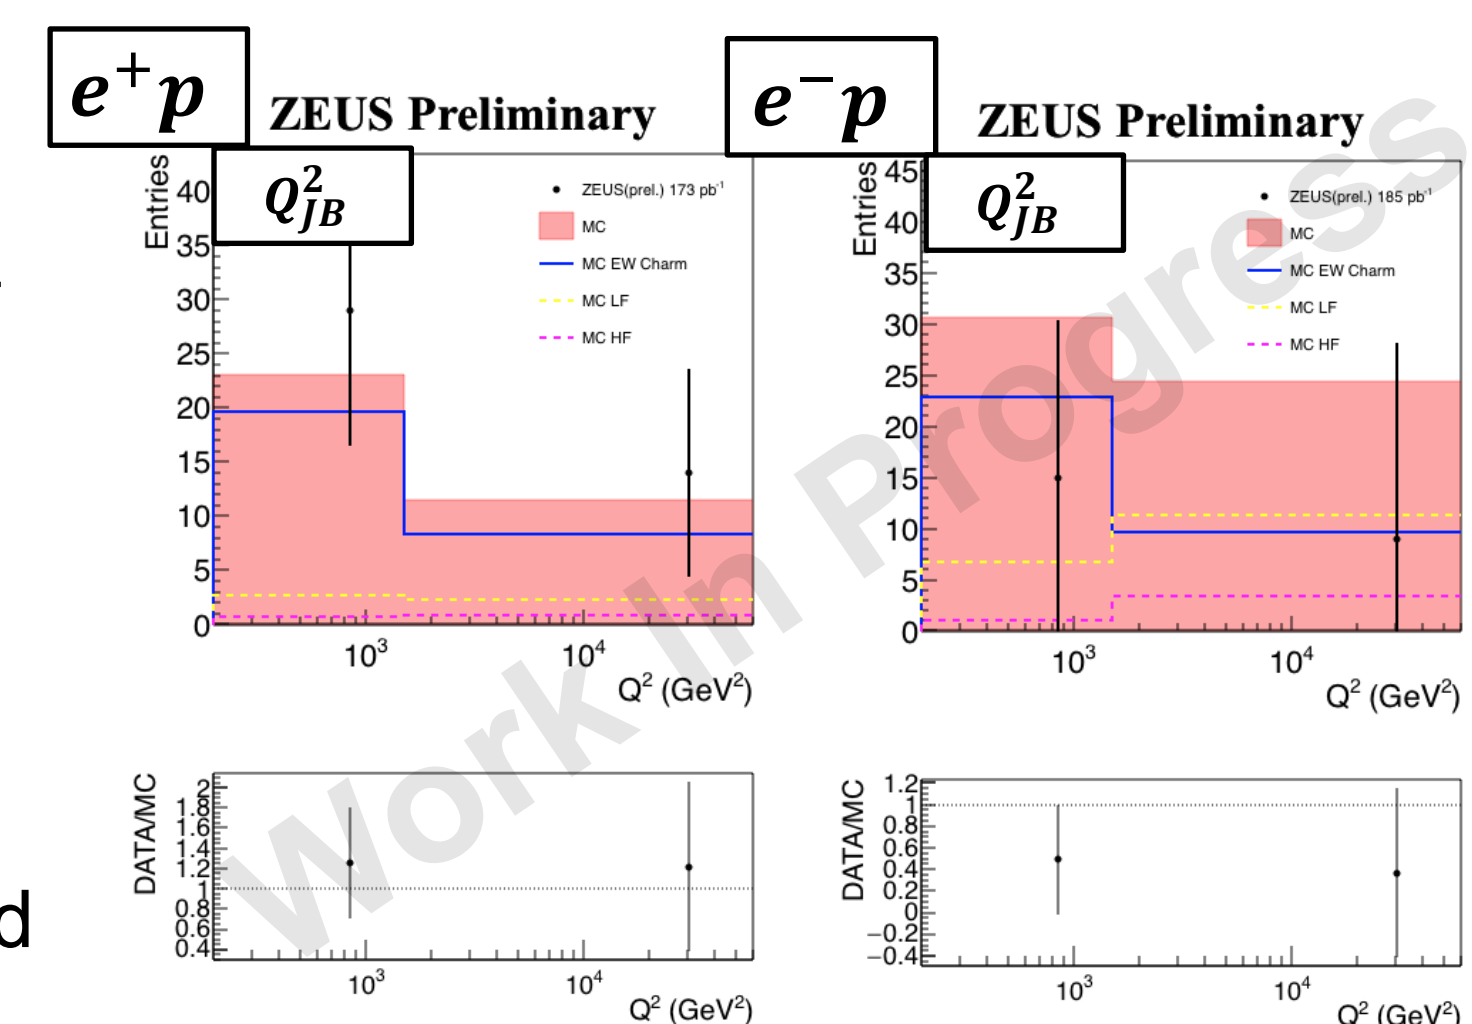 e⁺p
ZEUS Preliminary
Q²JB
Entries
40
35
30
25
20
15
10
5
0
ZEUS(prel.) 173 pb⁻¹
MC
MC EW Charm
MC LF
MC HF
10³ 10⁴
Q² (GeV²)
DATA/MC
2
1.8
1.6
1.4
1.2
1
0.8
0.6
0.4
10³ 10⁴
Q² (GeV²)
e⁻p
ZEUS Preliminary
Q²JB
Entries
45
40
35
30
25
20
15
10
5
0
ZEUS(prel.) 185 pb⁻¹
MC
MC EW Charm
MC LF
MC HF
10³ 10⁴
Q² (GeV²)
DATA/MC
1.2
1
0.8
0.6
0.4
0.2
0
−0.2
−0.4
10³ 10⁴
Q² (GeV²)
Work In Progress
d